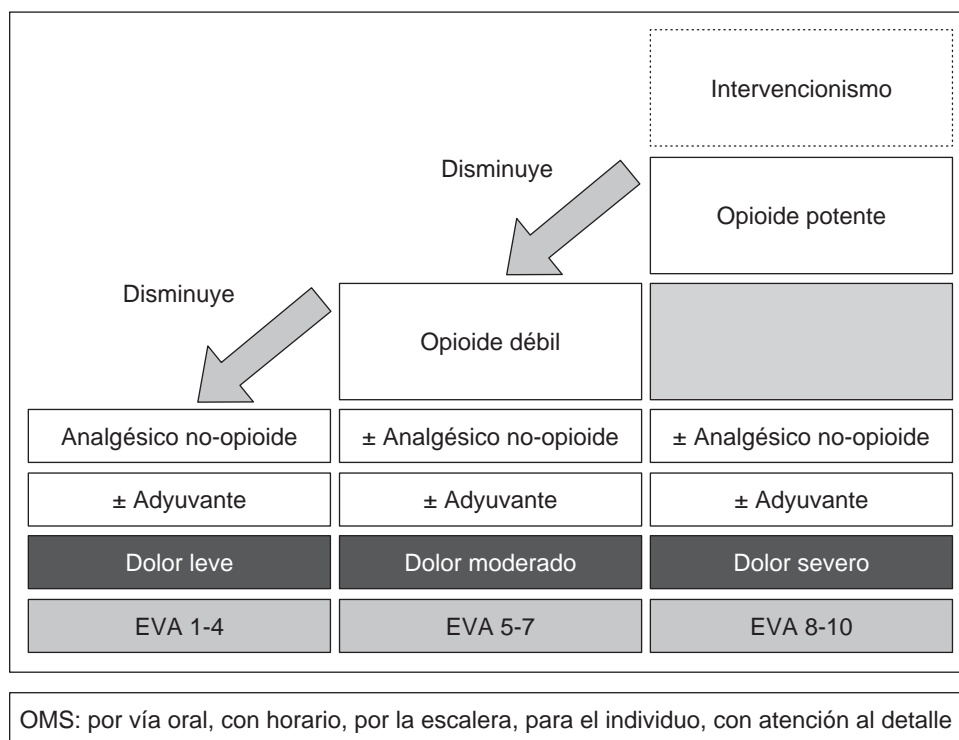 Intervencionismo
Disminuye
Opioide potente
Disminuye
Opioide débil
Analgésico no-opioide
± Analgésico no-opioide
± Analgésico no-opioide
± Adyuvante
± Adyuvante
± Adyuvante
Dolor leve
Dolor moderado
Dolor severo
EVA 1-4
EVA 5-7
EVA 8-10
OMS: por vía oral, con horario, por la escalera, para el individuo, con atención al detalle